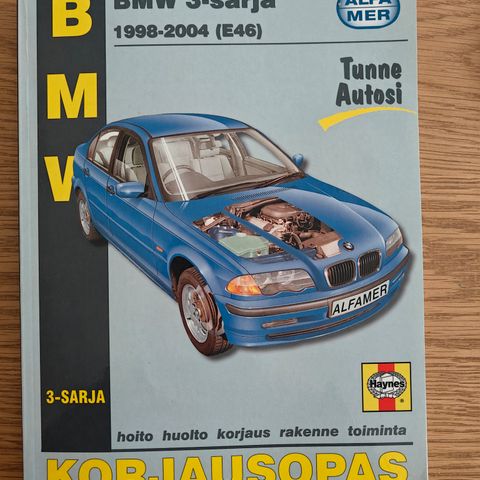 BMW
BMW 3-sarja
1998-2004 (E46)
ALFA
MER
Tunne
Autosi
ALFAMER
3-SARJA
Haynes
®
hoito huolto korjaus rakenne toiminta
KORJAUSOPAS